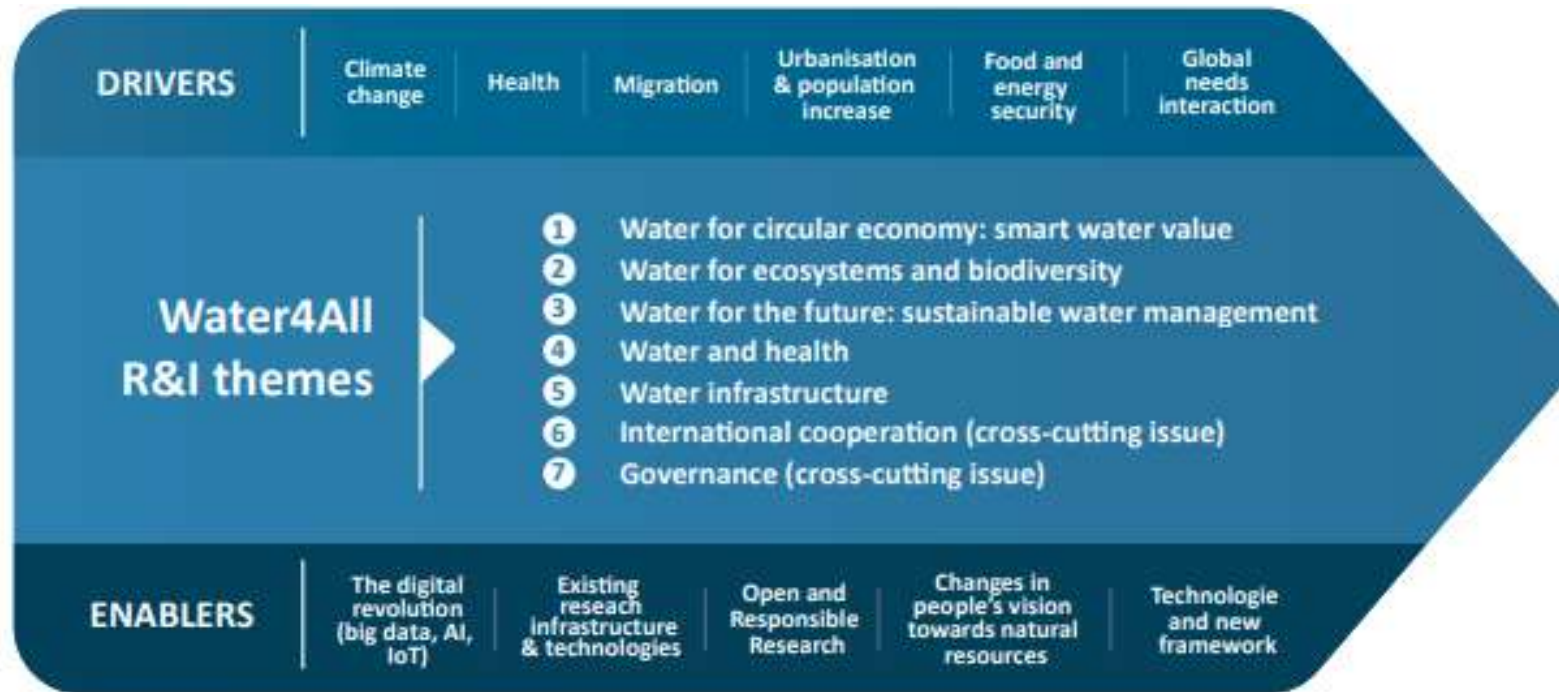 DRIVERS
Climate
change
Health
Migration
Urbanisation
& population
increase
Food and
energy
security
Global
needs
interaction
Water4All
R&I themes
1 Water for circular economy: smart water value
2 Water for ecosystems and biodiversity
3 Water for the future: sustainable water management
4 Water and health
5 Water infrastructure
6 International cooperation (cross-cutting issue)
7 Governance (cross-cutting issue)
ENABLERS
The digital
revolution
(big data, AI,
IoT)
Existing
reseach
infrastructure
& technologies
Open and
Responsible
Research
Changes in
people's vision
towards natural
resources
Technologie
and new
framework